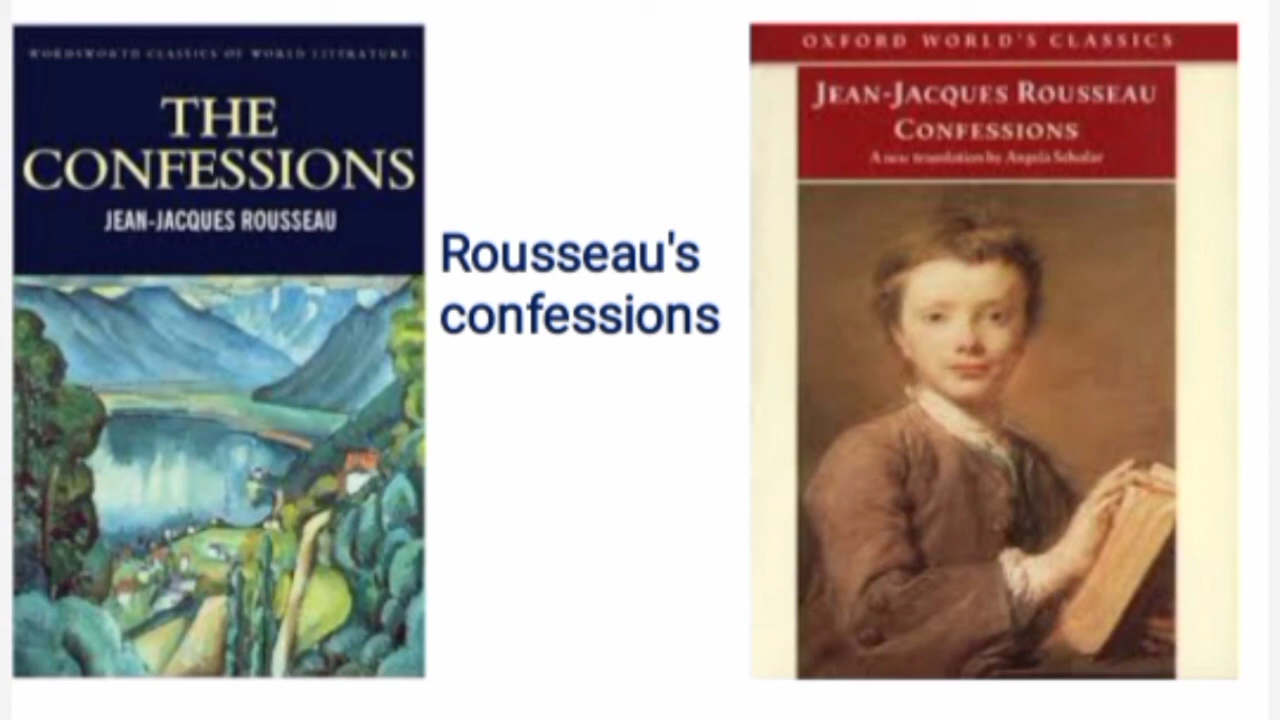 WORDSWORTH CLASSICS OF WORLD LITERATURE
THE
CONFESSIONS
JEAN-JACQUES ROUSSEAU
Rousseau's
confessions
OXFORD WORLD'S CLASSICS
JEAN-JACQUES ROUSSEAU
CONFESSIONS
A new translation by Angela Scholar